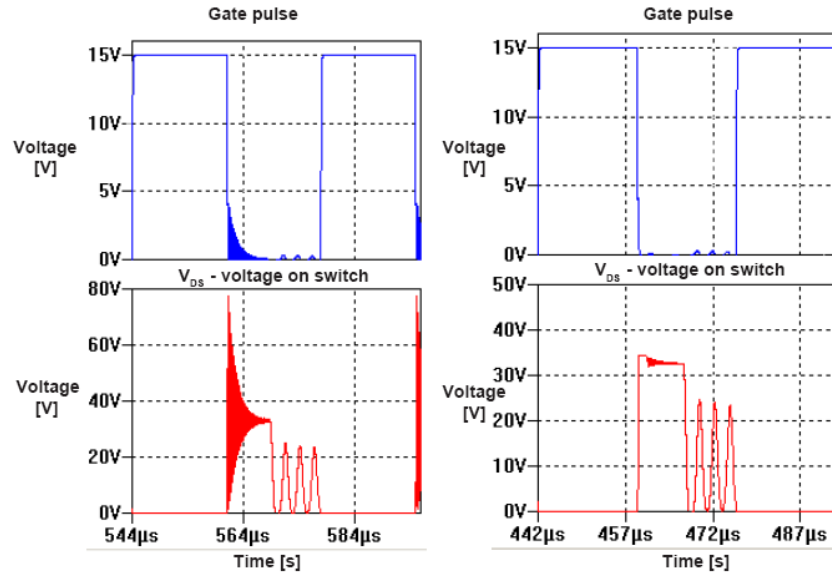 Gate pulse
15V
10V
5V
0V
Voltage
[V]
V_DS - voltage on switch
80V
60V
40V
20V
0V
Voltage
[V]
544µs
564µs
584µs
Time [s]
Gate pulse
15V
10V
5V
0V
Voltage
[V]
V_DS - voltage on switch
50V
40V
30V
20V
10V
0V
Voltage
[V]
442µs
457µs
472µs
487µs
Time [s]